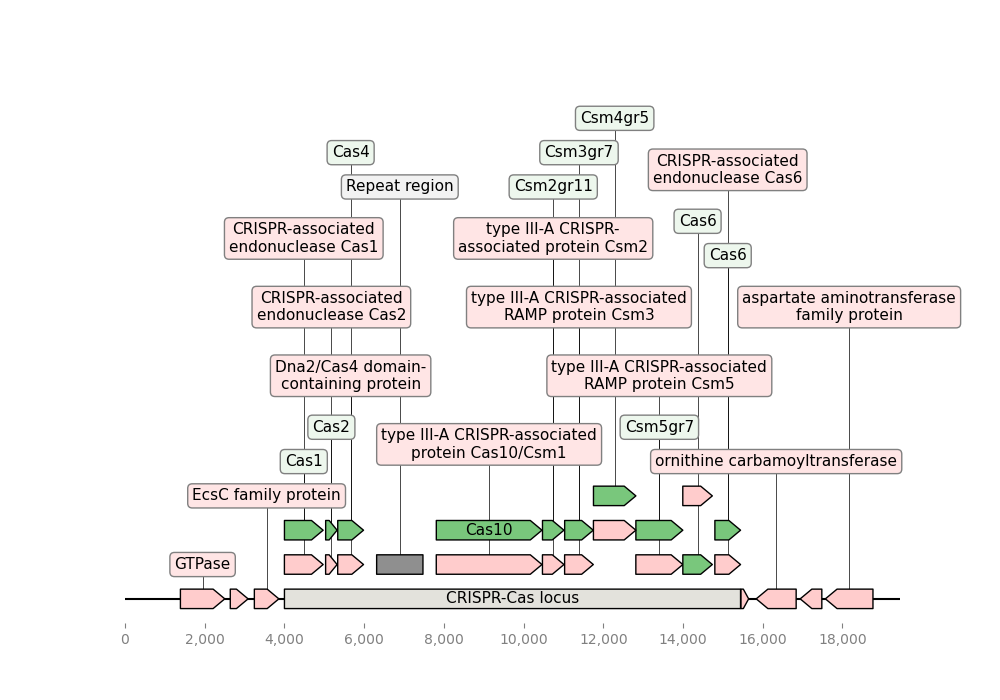 Csm4gr5
Cas4
Csm3gr7
CRISPR-associated
endonuclease Cas6
Repeat region
Csm2gr11
Cas6
CRISPR-associated
endonuclease Cas1
type III-A CRISPR-
associated protein Csm2
Cas6
CRISPR-associated
endonuclease Cas2
type III-A CRISPR-associated
RAMP protein Csm3
aspartate aminotransferase
family protein
Dna2/Cas4 domain-
containing protein
type III-A CRISPR-associated
RAMP protein Csm5
Cas2
Csm5gr7
type III-A CRISPR-associated
protein Cas10/Csm1
Cas1
ornithine carbamoyltransferase
EcsC family protein
Cas10
GTPase
CRISPR-Cas locus
0 2,000 4,000 6,000 8,000 10,000 12,000 14,000 16,000 18,000